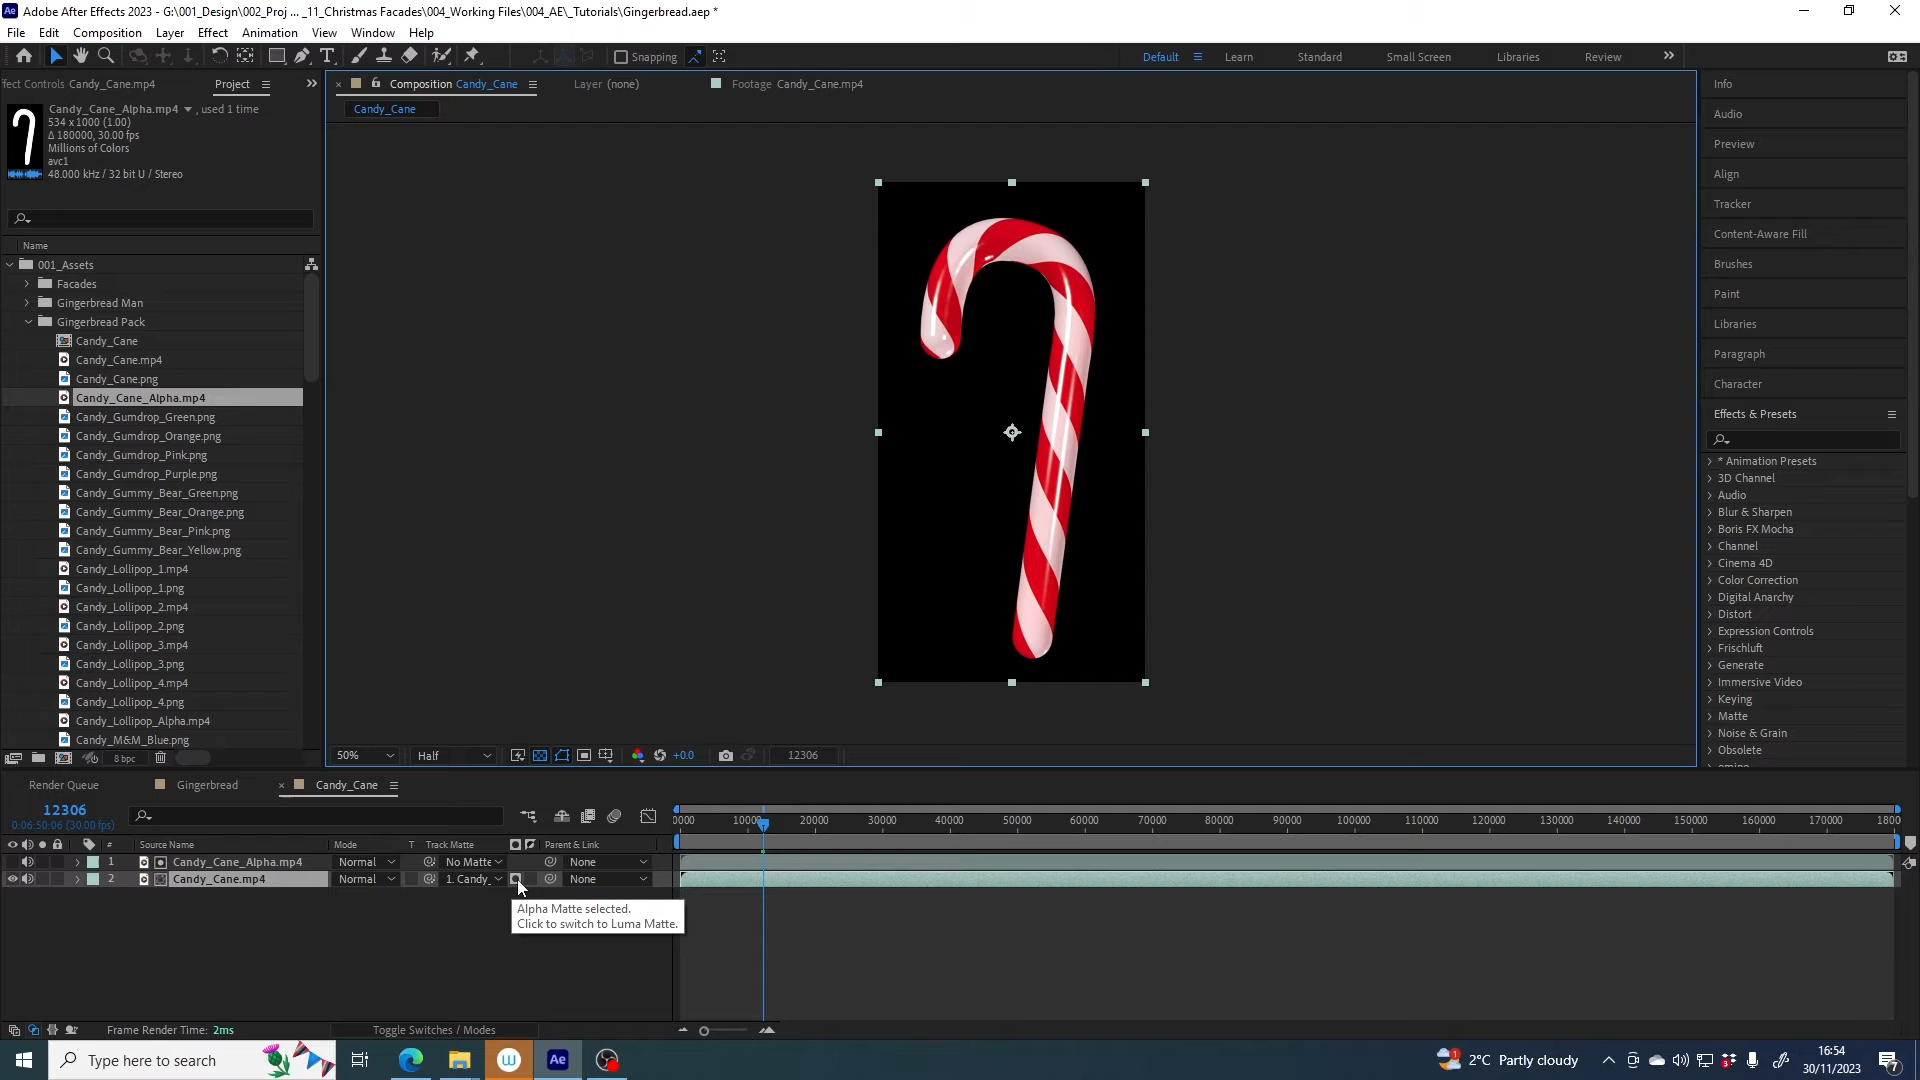 Adobe After Effects 2023 - G:\001_Design\002_Proj ... _11_Christmas Facades\004_Working Files\004_AE\_Tutorials\Gingerbread.aep *
File Edit Composition Layer Effect Animation View Window Help
Snapping
Default Learn Standard Small Screen Libraries Review
ffect Controls Candy_Cane.mp4 Project
Composition Candy_Cane Layer (none) Footage Candy_Cane.mp4
Candy_Cane
Candy_Cane_Alpha.mp4 , used 1 time
534 x 1000 (1.00)
Δ 180000, 30.00 fps
Millions of Colors
avc1
48.000 kHz / 32 bit U / Stereo
Name
001_Assets
Facades
Gingerbread Man
Gingerbread Pack
Candy_Cane
Candy_Cane.mp4
Candy_Cane.png
Candy_Cane_Alpha.mp4
Candy_Gumdrop_Green.png
Candy_Gumdrop_Orange.png
Candy_Gumdrop_Pink.png
Candy_Gumdrop_Purple.png
Candy_Gummy_Bear_Green.png
Candy_Gummy_Bear_Orange.png
Candy_Gummy_Bear_Pink.png
Candy_Gummy_Bear_Yellow.png
Candy_Lollipop_1.mp4
Candy_Lollipop_1.png
Candy_Lollipop_2.mp4
Candy_Lollipop_2.png
Candy_Lollipop_3.mp4
Candy_Lollipop_3.png
Candy_Lollipop_4.mp4
Candy_Lollipop_4.png
Candy_Lollipop_Alpha.mp4
Candy_M&M_Blue.png
8 bpc
50% Half +0.0 12306
Info
Audio
Preview
Align
Tracker
Content-Aware Fill
Brushes
Paint
Libraries
Paragraph
Character
Effects & Presets
* Animation Presets
3D Channel
Audio
Blur & Sharpen
Boris FX Mocha
Channel
Cinema 4D
Color Correction
Digital Anarchy
Distort
Expression Controls
Frischluft
Generate
Immersive Video
Keying
Matte
Noise & Grain
Obsolete
Render Queue Gingerbread Candy_Cane
12306
0:06:50:06 (30.00 fps)
0000 10000 20000 30000 40000 50000 60000 70000 80000 90000 100000 110000 120000 130000 140000 150000 160000 170000 1800
# Source Name Mode T Track Matte Parent & Link
1 Candy_Cane_Alpha.mp4 Normal No Matte None
2 Candy_Cane.mp4 Normal 1. Candy_ None
Alpha Matte selected.
Click to switch to Luma Matte.
Frame Render Time: 2ms Toggle Switches / Modes
Type here to search
2°C Partly cloudy
16:54
30/11/2023
7